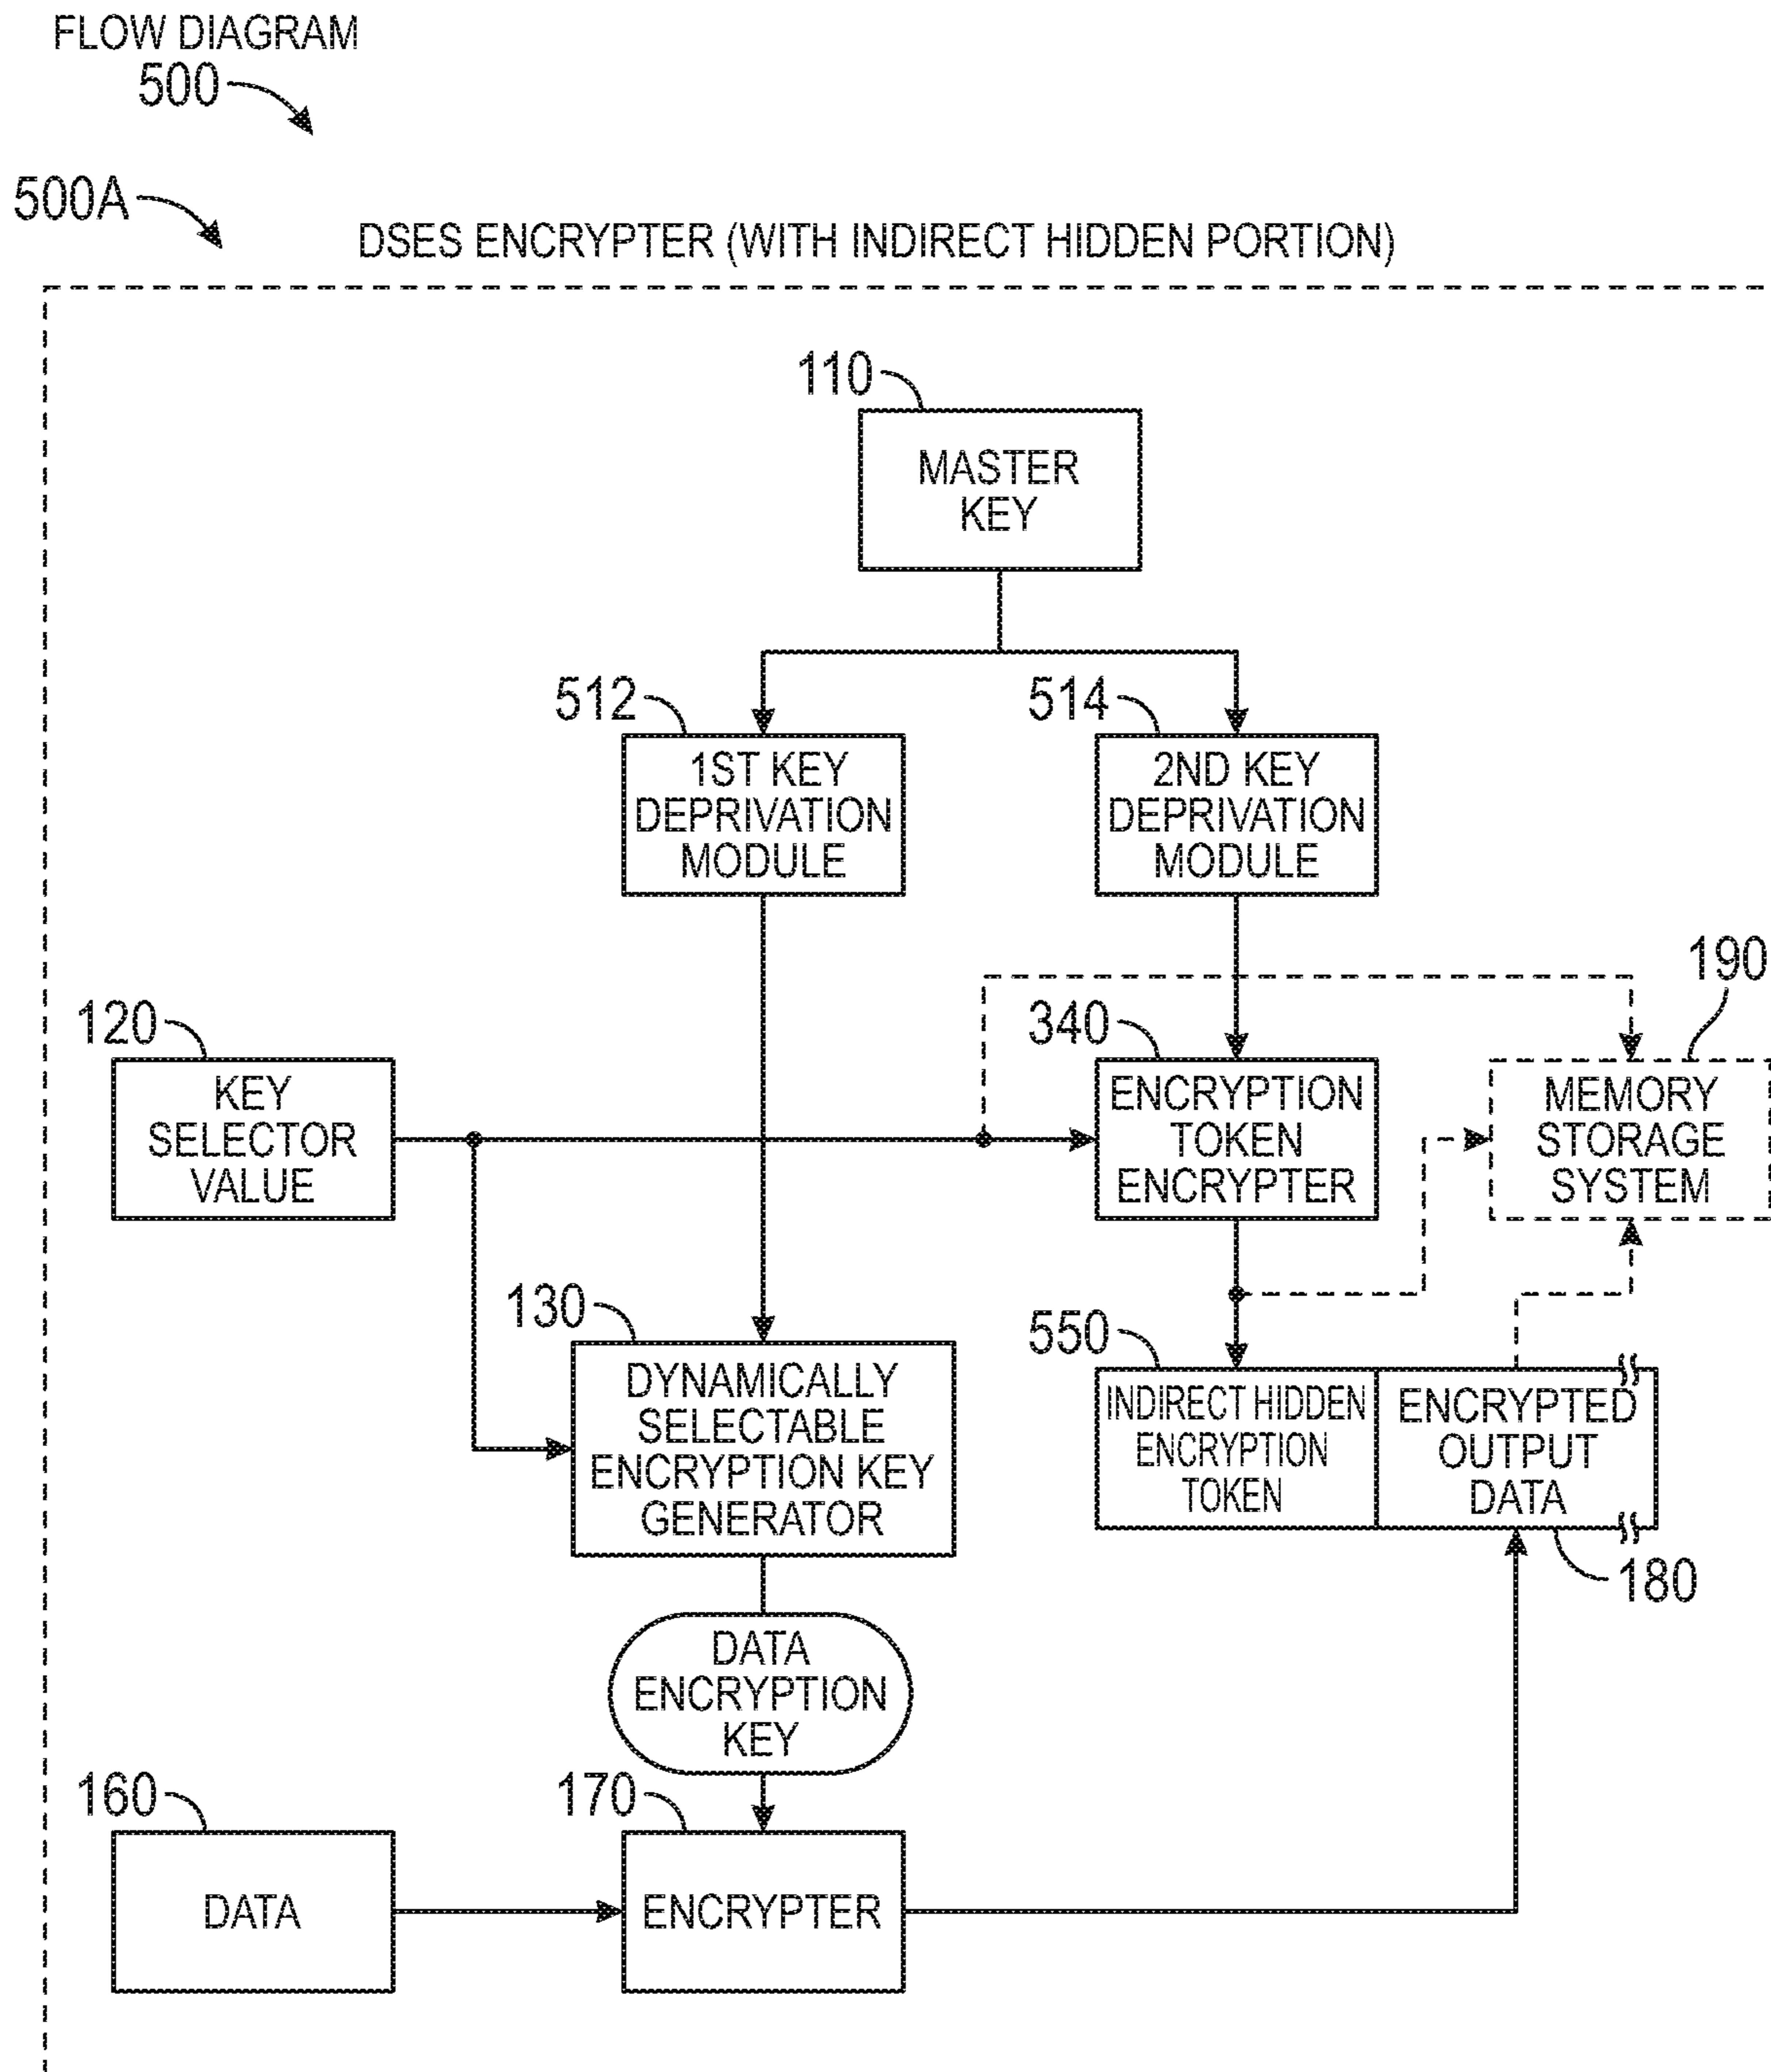 FLOW DIAGRAM
500
500A
DSES ENCRYPTER (WITH INDIRECT HIDDEN PORTION)
110
MASTER
KEY
512
1ST KEY
DEPRIVATION
MODULE
514
2ND KEY
DEPRIVATION
MODULE
190
120
KEY
SELECTOR
VALUE
340
ENCRYPTION
TOKEN
ENCRYPTER
MEMORY
STORAGE
SYSTEM
130
DYNAMICALLY
SELECTABLE
ENCRYPTION KEY
GENERATOR
550
INDIRECT HIDDEN
ENCRYPTION
TOKEN
ENCRYPTED
OUTPUT
DATA
180
DATA
ENCRYPTION
KEY
160
DATA
170
ENCRYPTER